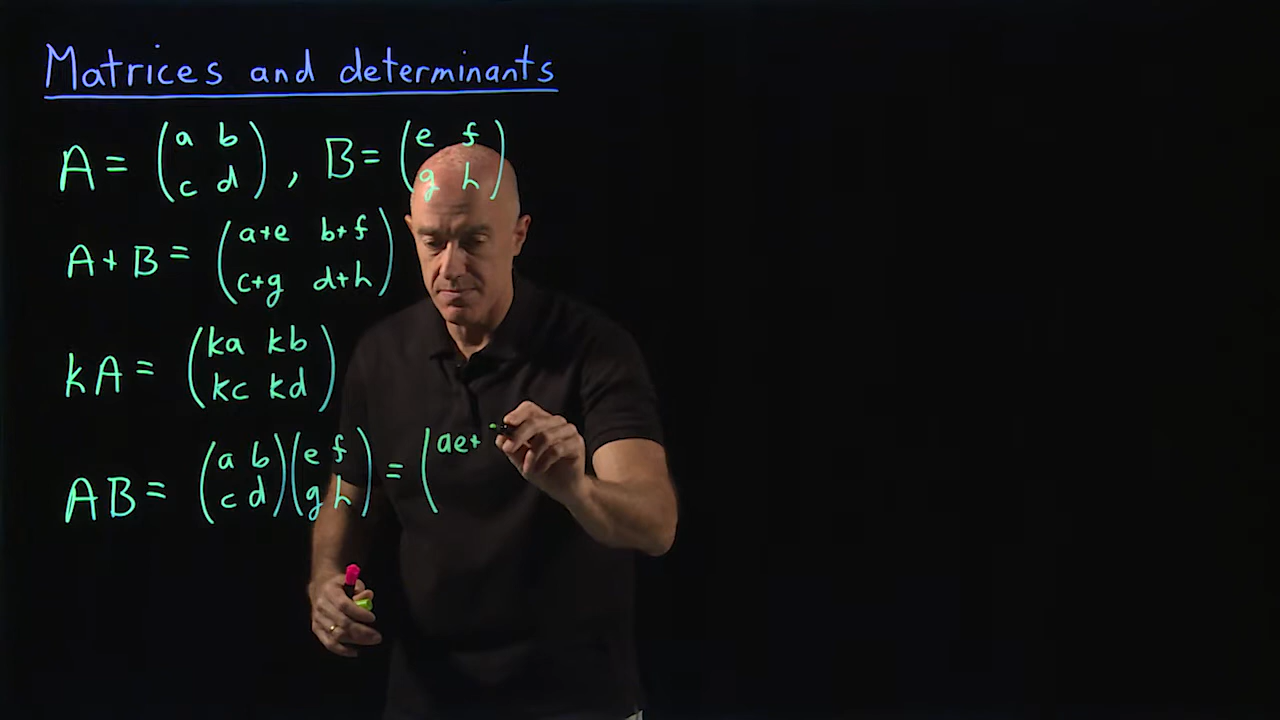 Matrices and determinants
A = (a b
c d) , B = (e f
g h)
A + B = (a+e b+f
c+g d+h)
kA = (ka kb
kc kd)
AB = (a b
c d)(e f
g h) = (ae+